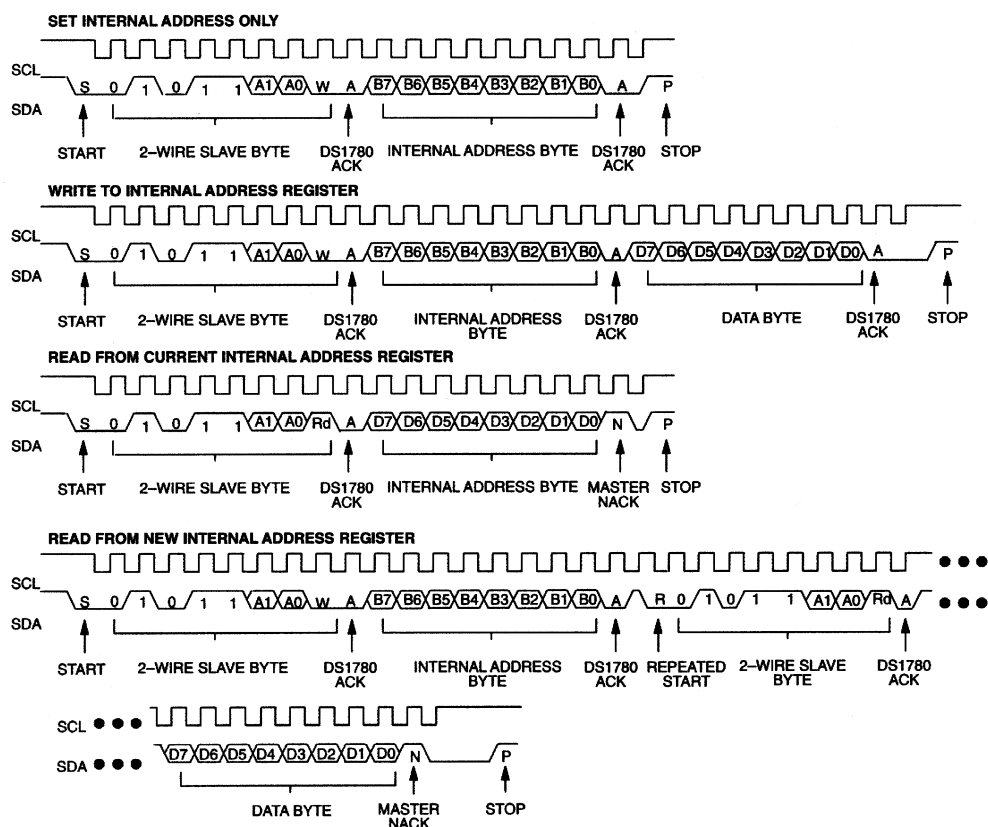 SET INTERNAL ADDRESS ONLY
SCL
S 0 1 0 1 1 A1 A0 W A B7 B6 B5 B4 B3 B2 B1 B0 A P
SDA
START 2–WIRE SLAVE BYTE DS1780 ACK INTERNAL ADDRESS BYTE DS1780 ACK STOP
WRITE TO INTERNAL ADDRESS REGISTER
SCL
S 0 1 0 1 1 A1 A0 W A B7 B6 B5 B4 B3 B2 B1 B0 A D7 D6 D5 D4 D3 D2 D1 D0 A P
SDA
START 2–WIRE SLAVE BYTE DS1780 ACK INTERNAL ADDRESS BYTE DS1780 ACK DATA BYTE DS1780 ACK STOP
READ FROM CURRENT INTERNAL ADDRESS REGISTER
SCL
S 0 1 0 1 1 A1 A0 Rd A D7 D6 D5 D4 D3 D2 D1 D0 N P
SDA
START 2–WIRE SLAVE BYTE DS1780 ACK INTERNAL ADDRESS BYTE MASTER NACK STOP
READ FROM NEW INTERNAL ADDRESS REGISTER
SCL
S 0 1 0 1 1 A1 A0 W A B7 B6 B5 B4 B3 B2 B1 B0 A R 0 1 0 1 1 A1 A0 Rd A
SDA
START 2–WIRE SLAVE BYTE DS1780 ACK INTERNAL ADDRESS BYTE DS1780 ACK REPEATED START 2–WIRE SLAVE BYTE DS1780 ACK
SCL
SDA D7 D6 D5 D4 D3 D2 D1 D0 N P
DATA BYTE MASTER NACK STOP